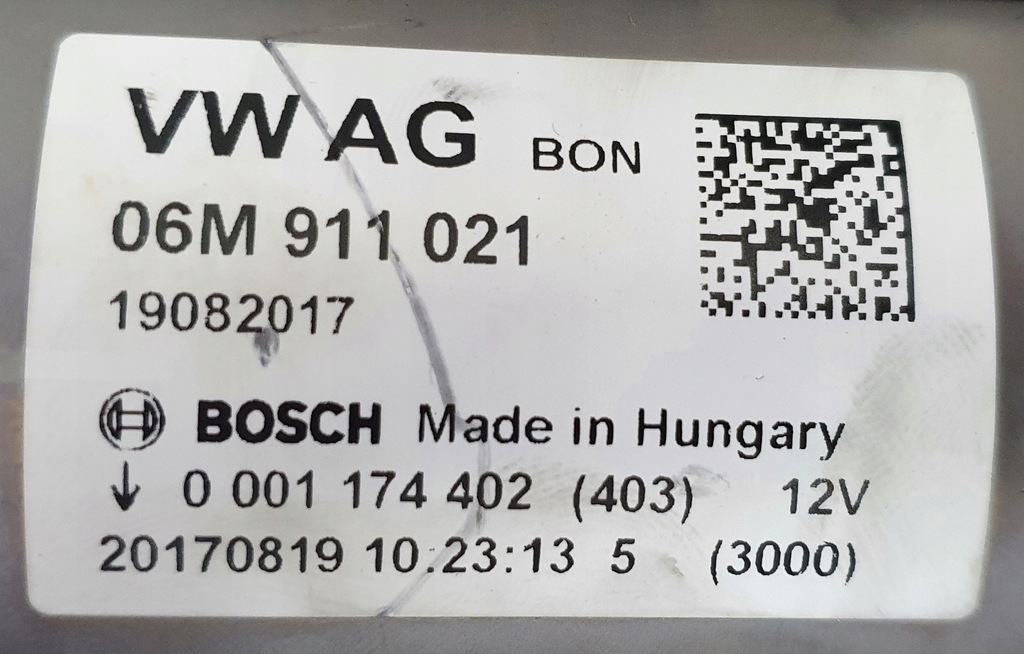 VW AG BON
06M 911 021
19082017
BOSCH Made in Hungary
↓ 0 001 174 402 (403) 12V
20170819 10:23:13 5 (3000)